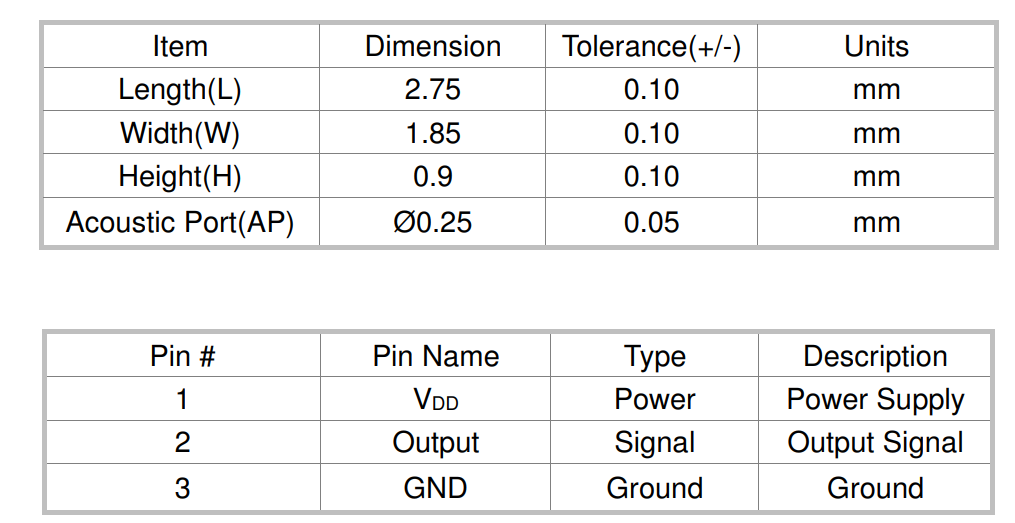 Item Dimension Tolerance(+/-) Units
Length(L) 2.75 0.10 mm
Width(W) 1.85 0.10 mm
Height(H) 0.9 0.10 mm
Acoustic Port(AP) Ø0.25 0.05 mm
Pin # Pin Name Type Description
1 VDD Power Power Supply
2 Output Signal Output Signal
3 GND Ground Ground